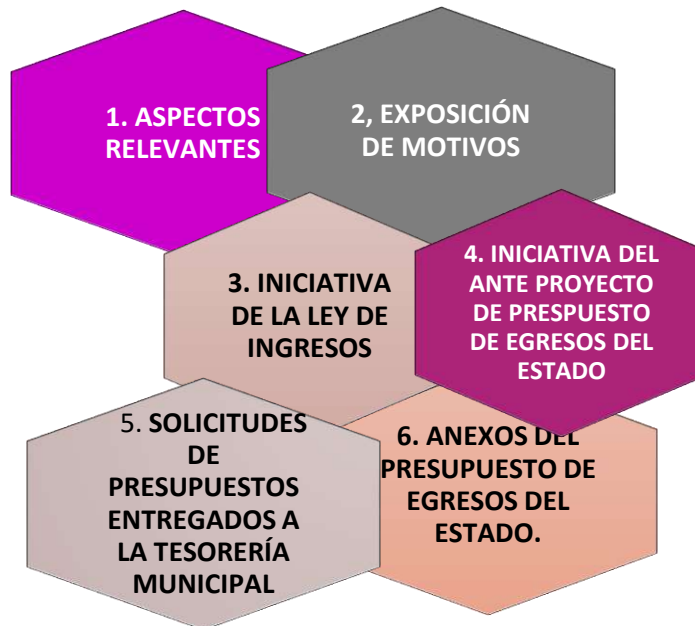 1. ASPECTOS
RELEVANTES
2, EXPOSICIÓN
DE MOTIVOS
3. INICIATIVA
DE LA LEY DE
INGRESOS
4. INICIATIVA DEL
ANTE PROYECTO
DE PRESPUESTO
DE EGRESOS DEL
ESTADO
5. SOLICITUDES
DE
PRESUPUESTOS
ENTREGADOS A
LA TESORERÍA
MUNICIPAL
6. ANEXOS DEL
PRESUPUESTO DE
EGRESOS DEL
ESTADO.